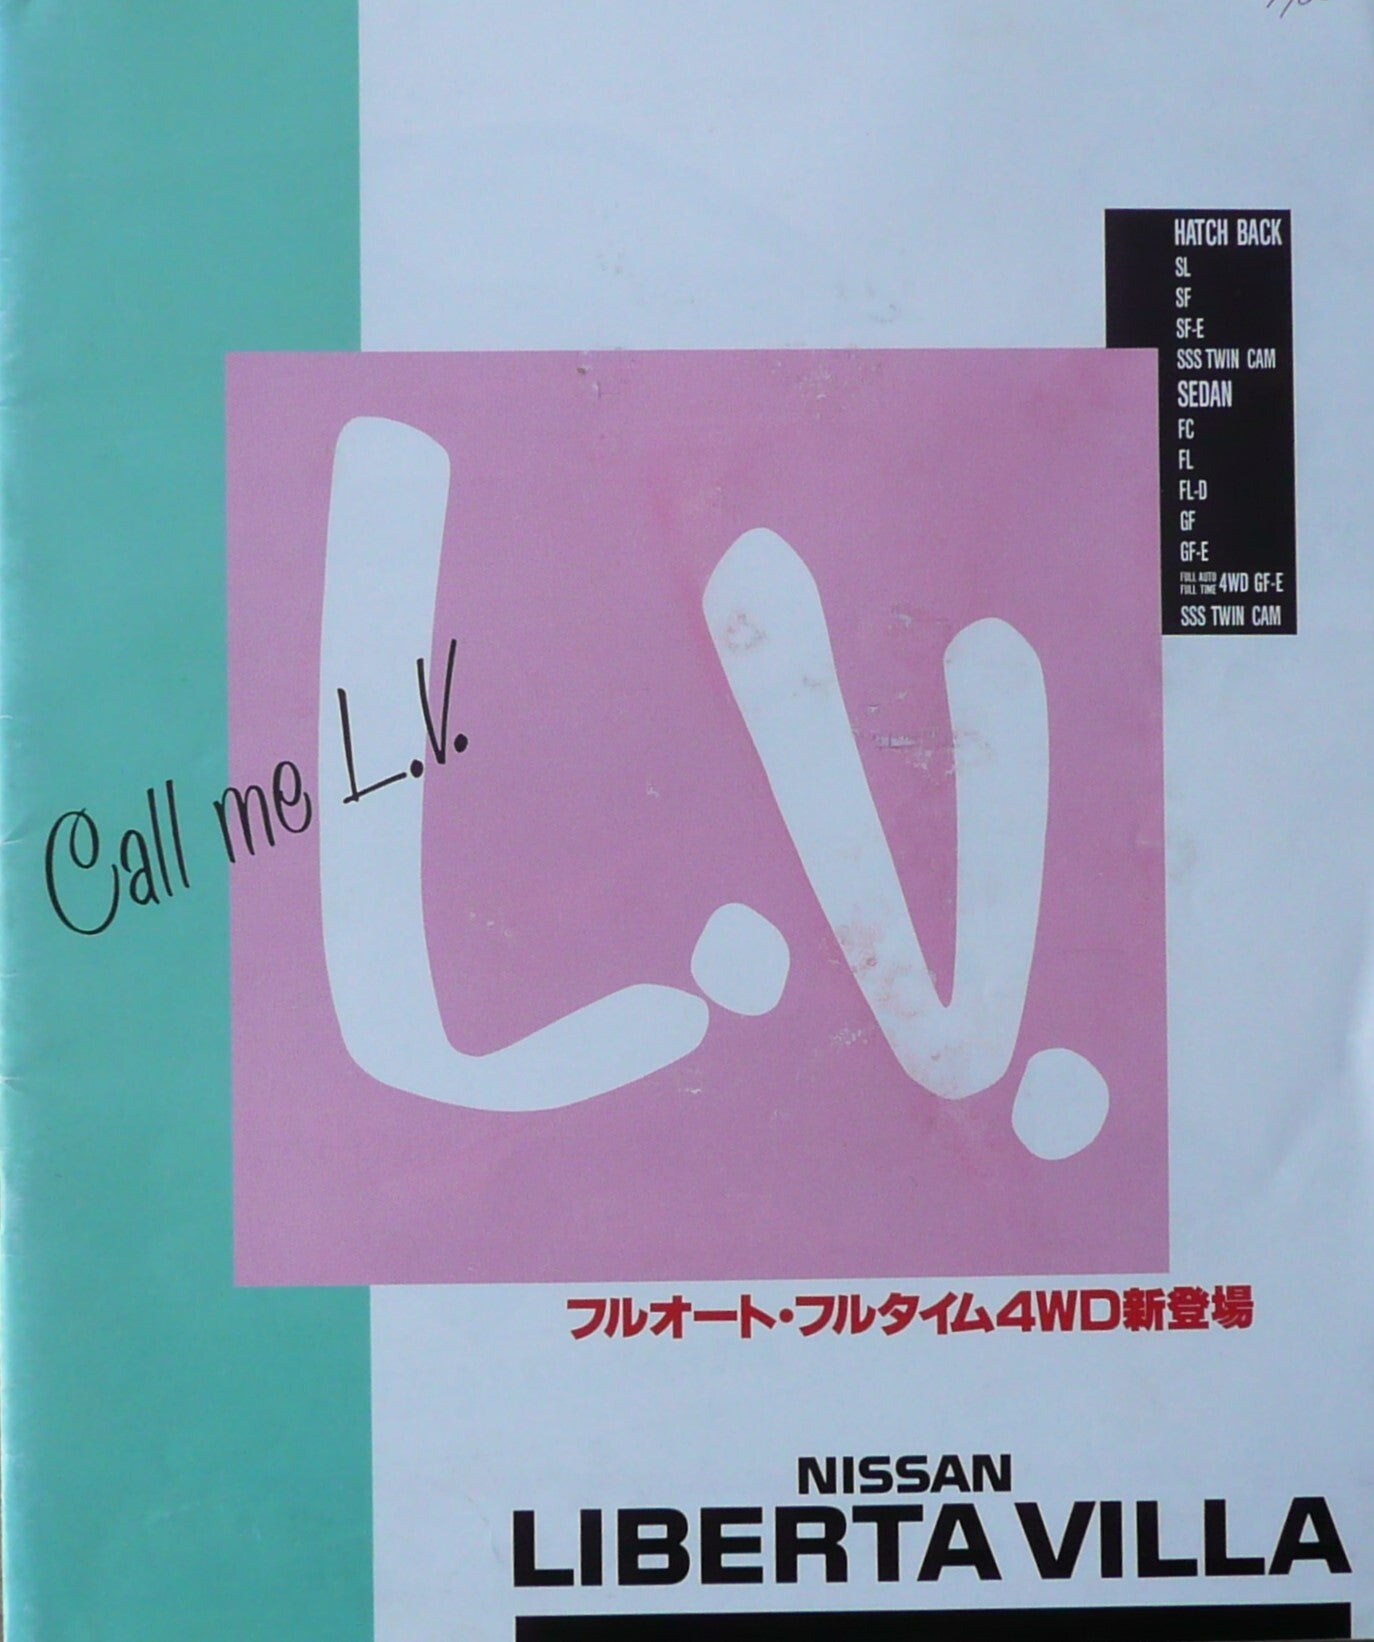 HATCH BACK
SL
SF
SF-E
SSS TWIN CAM
SEDAN
FC
FL
FL-D
GF
GF-E
FULL AUTO
FULL TIME 4WD GF-E
SSS TWIN CAM
L.V.
Call me L.V.
フルオート・フルタイム4WD新登場
NISSAN
LIBERTA VILLA